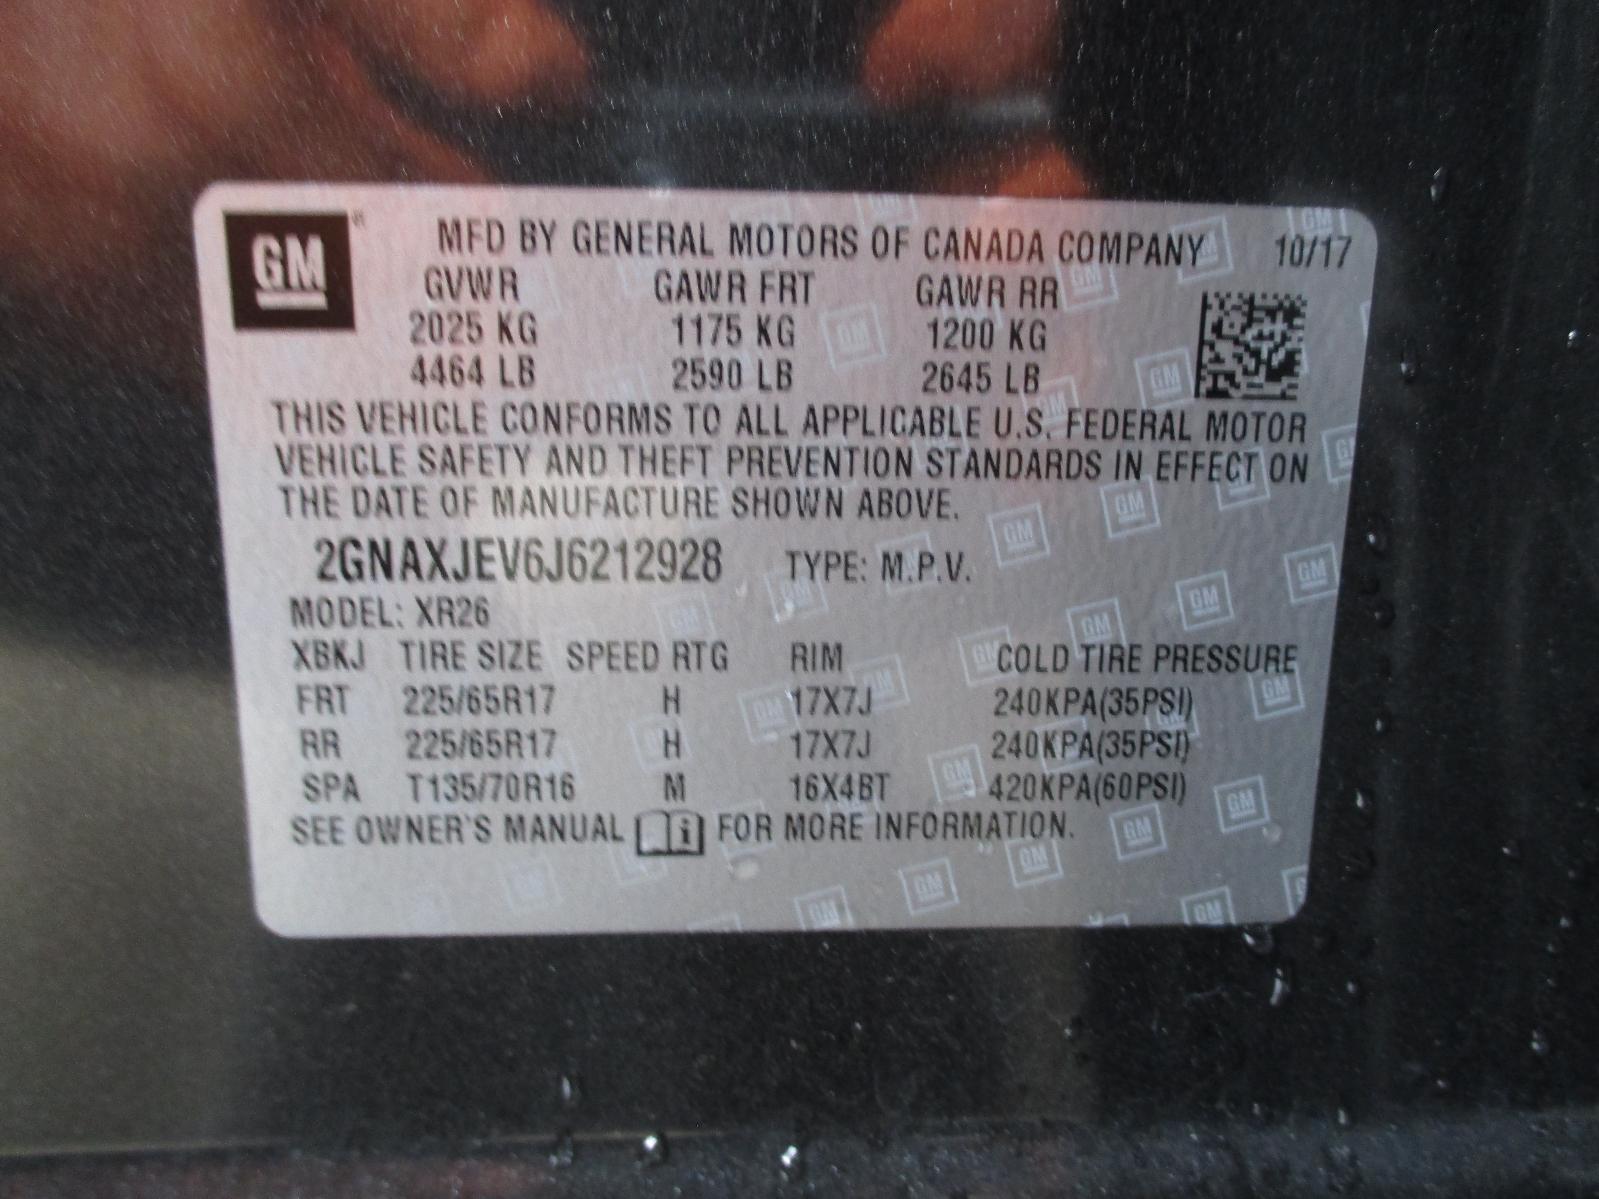 GM ® MFD BY GENERAL MOTORS OF CANADA COMPANY 10/17
GVWR GAWR FRT GAWR RR
2025 KG 1175 KG 1200 KG
4464 LB 2590 LB 2645 LB
THIS VEHICLE CONFORMS TO ALL APPLICABLE U.S. FEDERAL MOTOR
VEHICLE SAFETY AND THEFT PREVENTION STANDARDS IN EFFECT ON
THE DATE OF MANUFACTURE SHOWN ABOVE.
2GNAXJEV6J6212928 TYPE: M.P.V.
MODEL: XR26
XBKJ TIRE SIZE SPEED RTG RIM COLD TIRE PRESSURE
FRT 225/65R17 H 17X7J 240KPA(35PSI)
RR 225/65R17 H 17X7J 240KPA(35PSI)
SPA T135/70R16 M 16X4BT 420KPA(60PSI)
SEE OWNER'S MANUAL i FOR MORE INFORMATION.